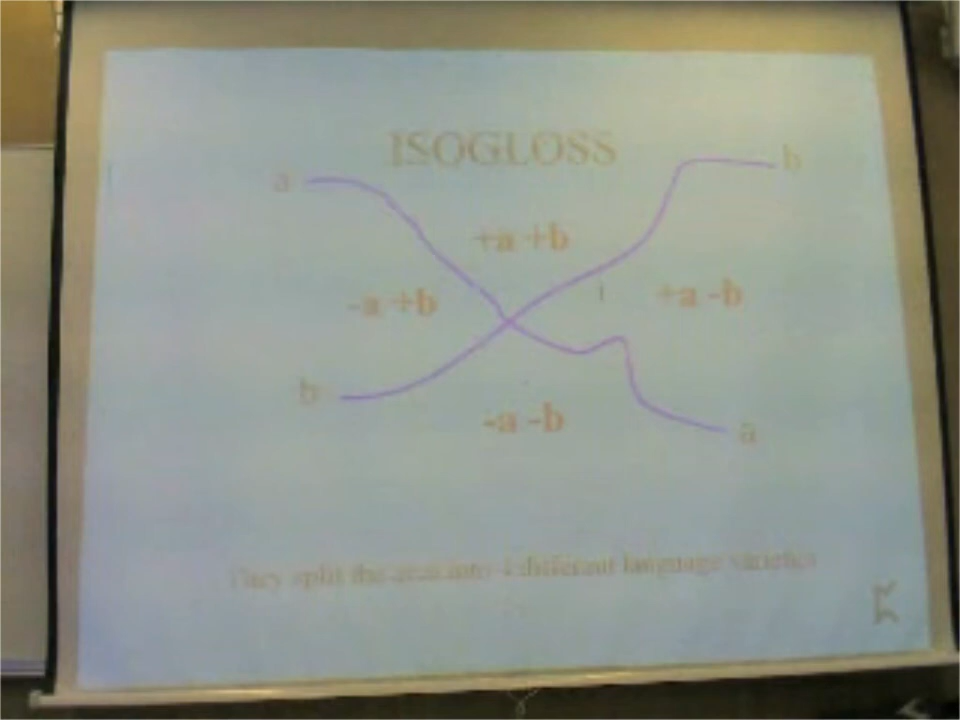 ISOGLOSS
a b
+a +b
-a +b +a -b
b
-a -b
a
They split the area into 4 different language varieties